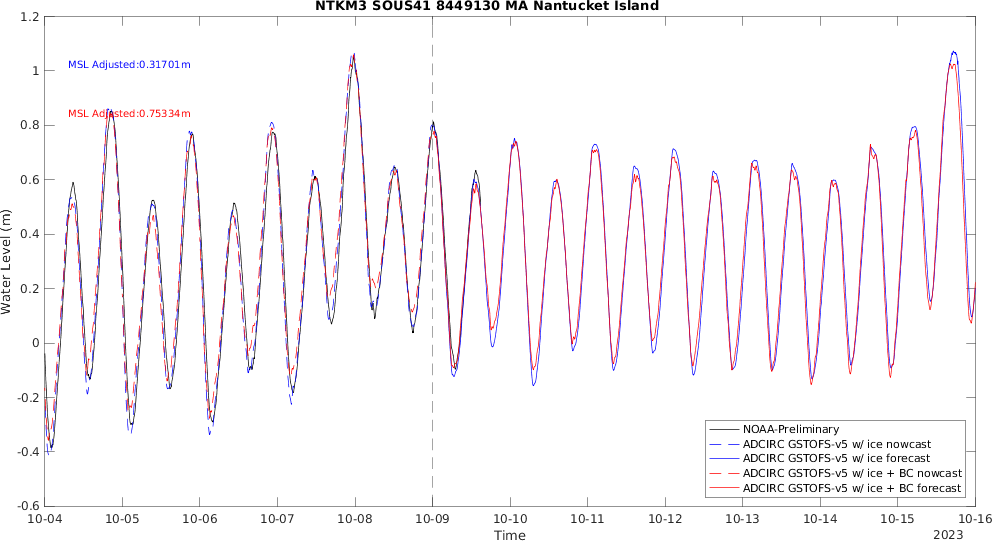 NTKM3 SOUS41 8449130 MA Nantucket Island
1.2
1
0.8
0.6
0.4
0.2
0
-0.2
-0.4
-0.6
Water Level (m)
MSL Adjusted:0.31701m
MSL Adjusted:0.75334m
NOAA-Preliminary
ADCIRC GSTOFS-v5 w/ ice nowcast
ADCIRC GSTOFS-v5 w/ ice forecast
ADCIRC GSTOFS-v5 w/ ice + BC nowcast
ADCIRC GSTOFS-v5 w/ ice + BC forecast
10-04 10-05 10-06 10-07 10-08 10-09 10-10 10-11 10-12 10-13 10-14 10-15 10-16
Time
2023